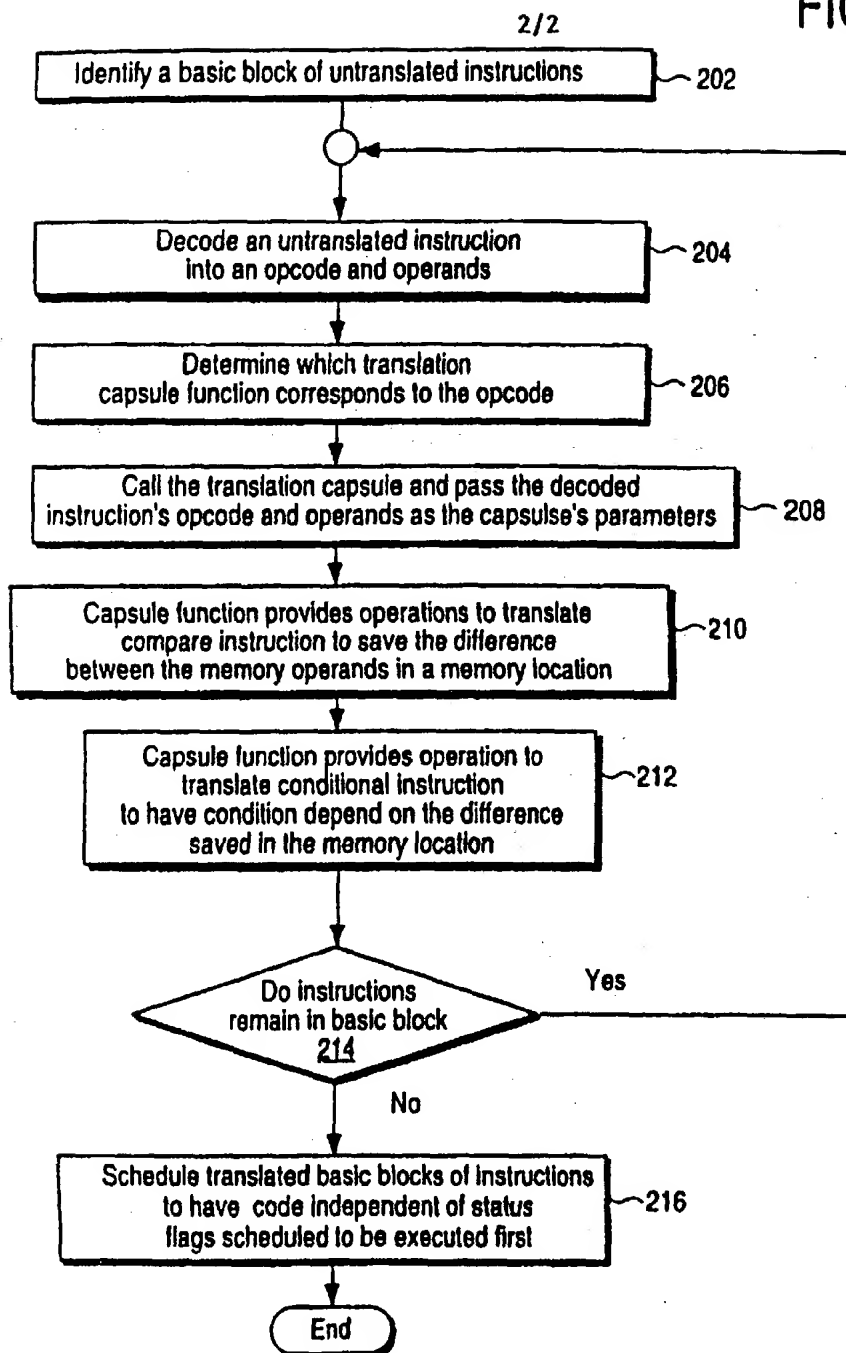 2/2
FIG
Identify a basic block of untranslated instructions
202
Decode an untranslated instruction
into an opcode and operands
204
Determine which translation
capsule function corresponds to the opcode
206
Call the translation capsule and pass the decoded
instruction's opcode and operands as the capsulse's parameters
208
Capsule function provides operations to translate
compare instruction to save the difference
between the memory operands in a memory location
210
Capsule function provides operation to
translate conditional instruction
to have condition depend on the difference
saved in the memory location
212
Do instructions
remain in basic block
214
Yes
No
Schedule translated basic blocks of instructions
to have code independent of status
flags scheduled to be executed first
216
End